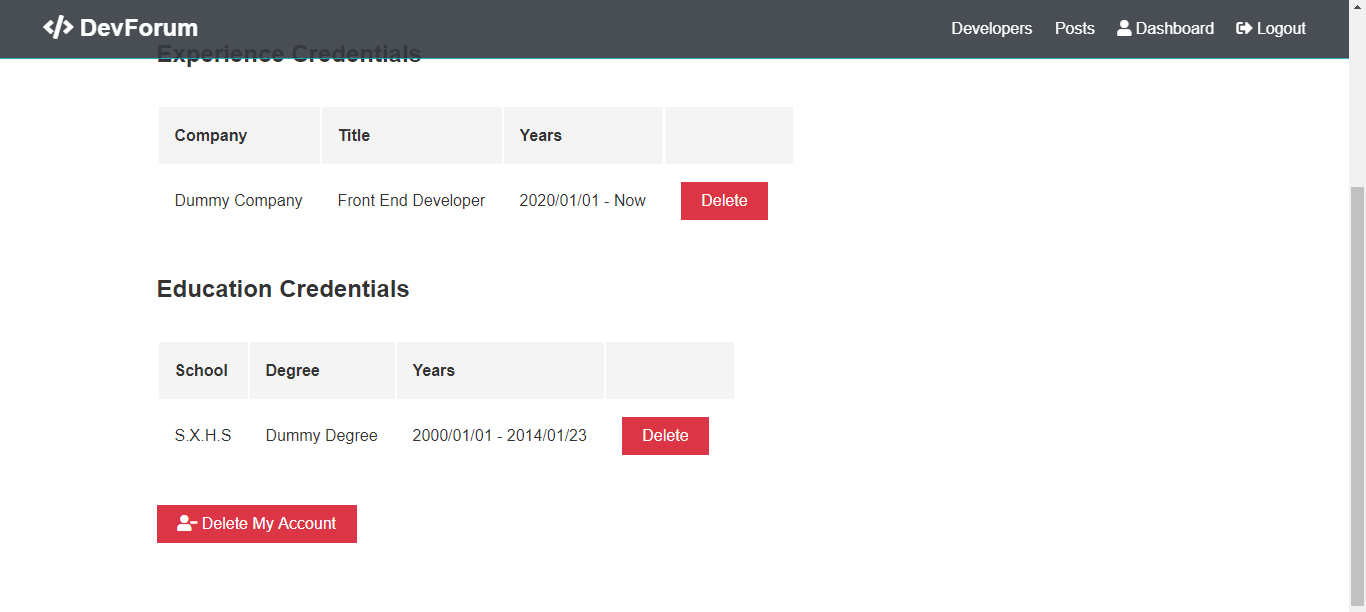 DevForum Developers Posts Dashboard Logout
Experience Credentials
Company Title Years
Dummy Company Front End Developer 2020/01/01 - Now Delete
Education Credentials
School Degree Years
S.X.H.S Dummy Degree 2000/01/01 - 2014/01/23 Delete
Delete My Account